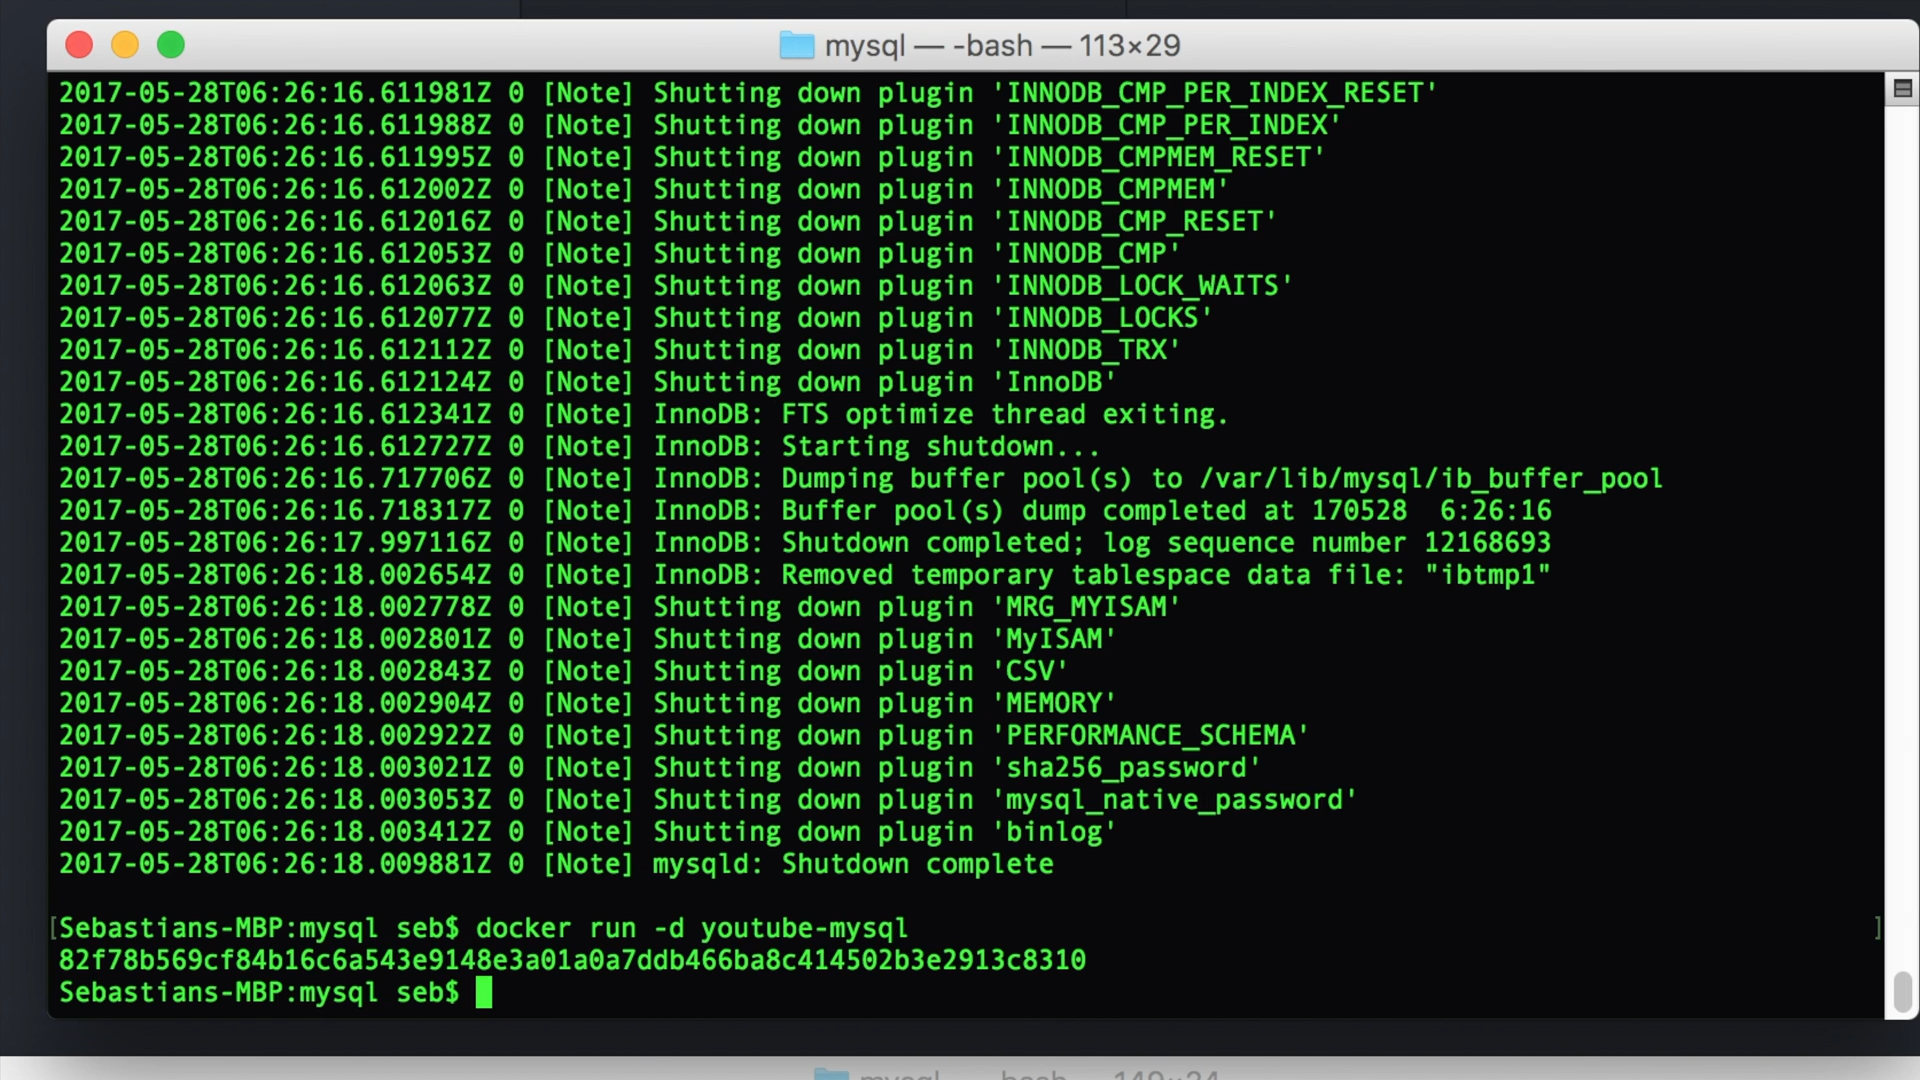 mysql — -bash — 113×29
2017-05-28T06:26:16.611981Z 0 [Note] Shutting down plugin 'INNODB_CMP_PER_INDEX_RESET'
2017-05-28T06:26:16.611988Z 0 [Note] Shutting down plugin 'INNODB_CMP_PER_INDEX'
2017-05-28T06:26:16.611995Z 0 [Note] Shutting down plugin 'INNODB_CMPMEM_RESET'
2017-05-28T06:26:16.612002Z 0 [Note] Shutting down plugin 'INNODB_CMPMEM'
2017-05-28T06:26:16.612016Z 0 [Note] Shutting down plugin 'INNODB_CMP_RESET'
2017-05-28T06:26:16.612053Z 0 [Note] Shutting down plugin 'INNODB_CMP'
2017-05-28T06:26:16.612063Z 0 [Note] Shutting down plugin 'INNODB_LOCK_WAITS'
2017-05-28T06:26:16.612077Z 0 [Note] Shutting down plugin 'INNODB_LOCKS'
2017-05-28T06:26:16.612112Z 0 [Note] Shutting down plugin 'INNODB_TRX'
2017-05-28T06:26:16.612124Z 0 [Note] Shutting down plugin 'InnoDB'
2017-05-28T06:26:16.612341Z 0 [Note] InnoDB: FTS optimize thread exiting.
2017-05-28T06:26:16.612727Z 0 [Note] InnoDB: Starting shutdown...
2017-05-28T06:26:16.717706Z 0 [Note] InnoDB: Dumping buffer pool(s) to /var/lib/mysql/ib_buffer_pool
2017-05-28T06:26:16.718317Z 0 [Note] InnoDB: Buffer pool(s) dump completed at 170528  6:26:16
2017-05-28T06:26:17.997116Z 0 [Note] InnoDB: Shutdown completed; log sequence number 12168693
2017-05-28T06:26:18.002654Z 0 [Note] InnoDB: Removed temporary tablespace data file: "ibtmp1"
2017-05-28T06:26:18.002778Z 0 [Note] Shutting down plugin 'MRG_MYISAM'
2017-05-28T06:26:18.002801Z 0 [Note] Shutting down plugin 'MyISAM'
2017-05-28T06:26:18.002843Z 0 [Note] Shutting down plugin 'CSV'
2017-05-28T06:26:18.002904Z 0 [Note] Shutting down plugin 'MEMORY'
2017-05-28T06:26:18.002922Z 0 [Note] Shutting down plugin 'PERFORMANCE_SCHEMA'
2017-05-28T06:26:18.003021Z 0 [Note] Shutting down plugin 'sha256_password'
2017-05-28T06:26:18.003053Z 0 [Note] Shutting down plugin 'mysql_native_password'
2017-05-28T06:26:18.003412Z 0 [Note] Shutting down plugin 'binlog'
2017-05-28T06:26:18.009881Z 0 [Note] mysqld: Shutdown complete
[Sebastians-MBP:mysql seb$ docker run -d youtube-mysql ]
82f78b569cf84b16c6a543e9148e3a01a0a7ddb466ba8c414502b3e2913c8310
Sebastians-MBP:mysql seb$